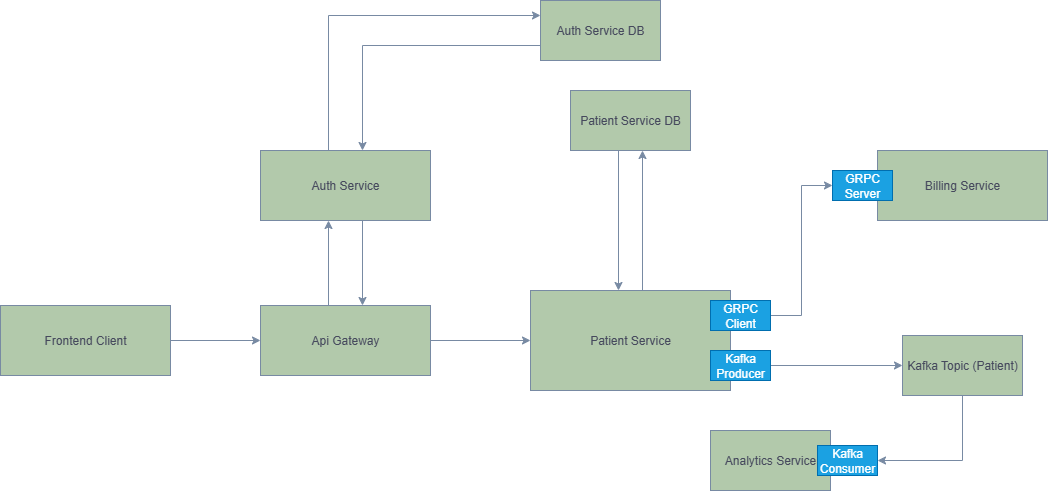 Auth Service DB
Patient Service DB
Auth Service
GRPC
Server
Billing Service
Frontend Client
Api Gateway
Patient Service
GRPC
Client
Kafka
Producer
Kafka Topic (Patient)
Analytics Service
Kafka
Consumer